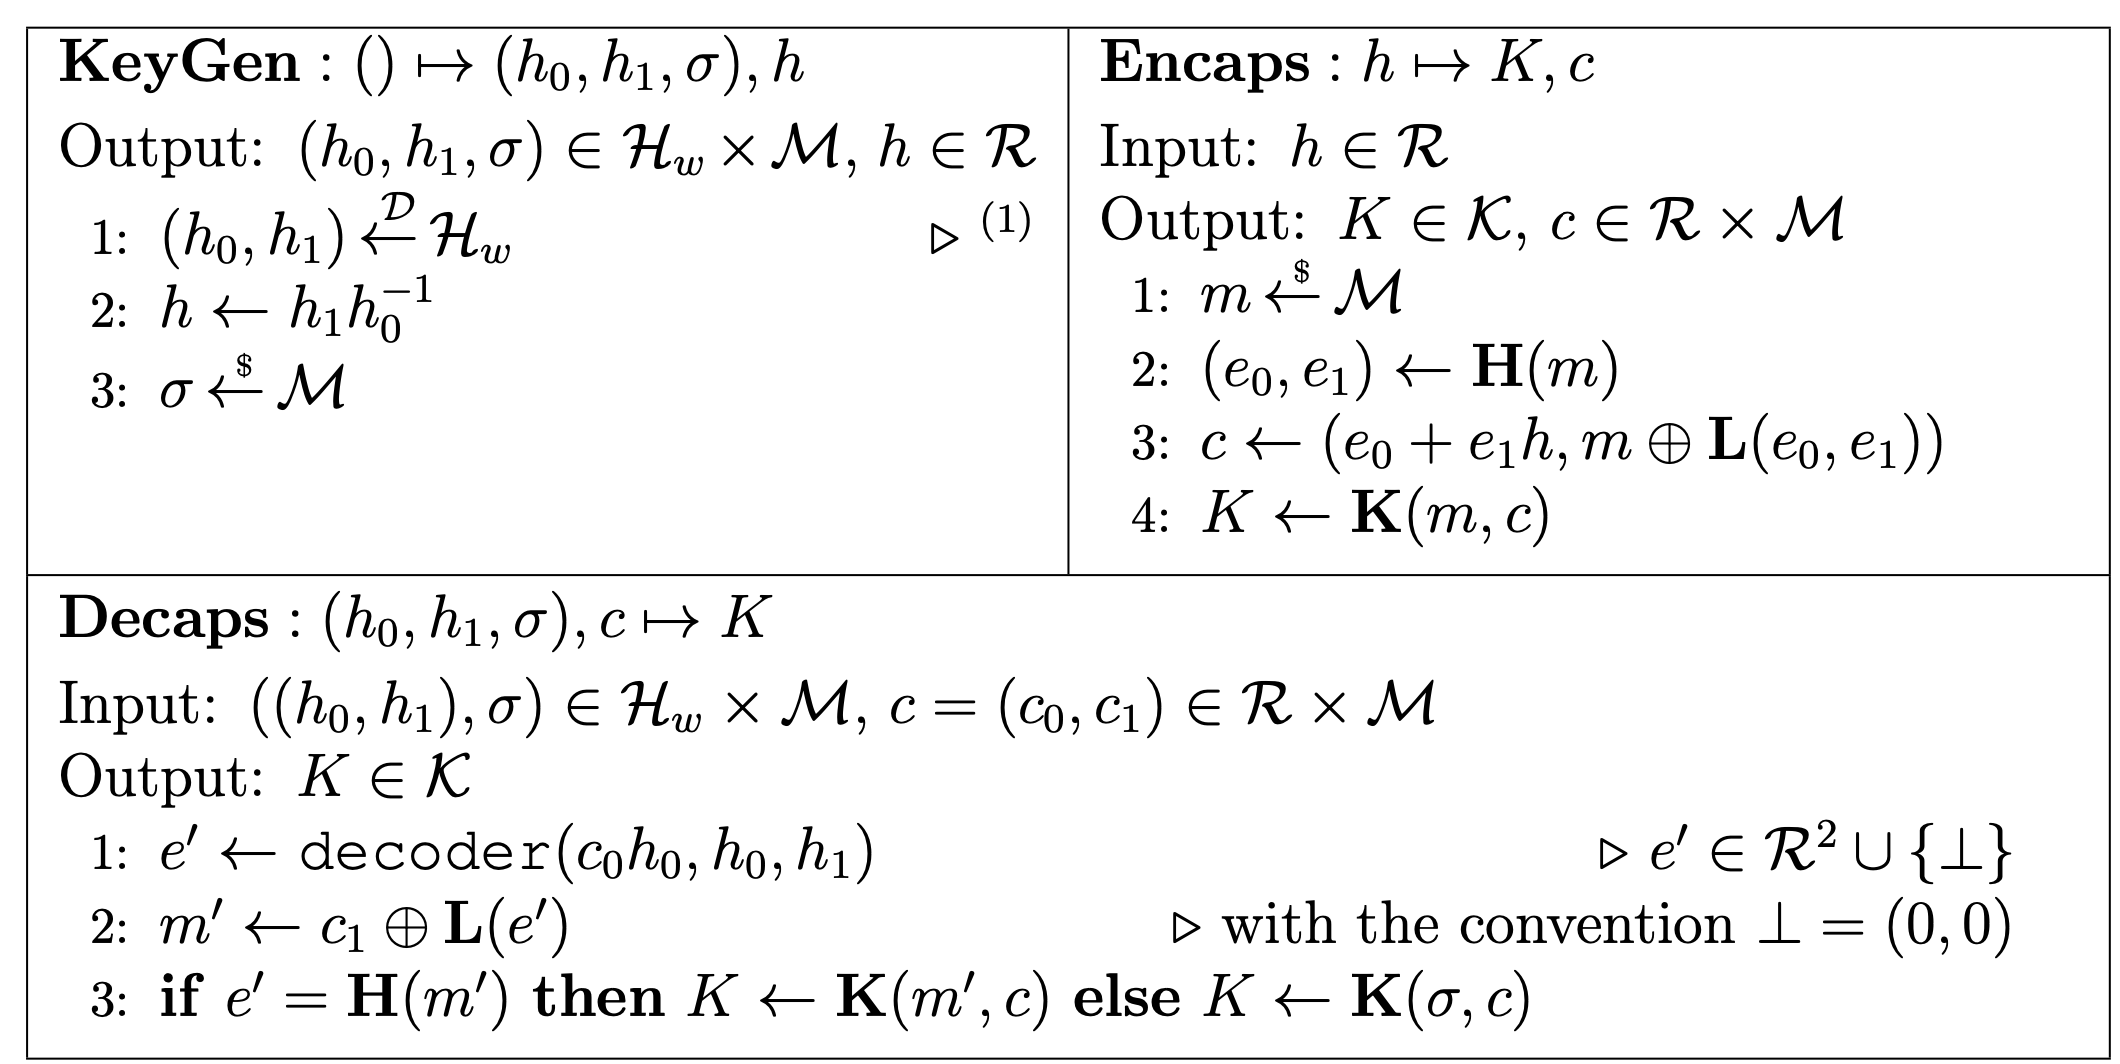 KeyGen : () ↦ (h₀, h₁, σ), h
Output: (h₀, h₁, σ) ∈ ℋ_w × ℳ, h ∈ ℛ
1: (h₀, h₁) ←^𝒟 ℋ_w ▷ ⁽¹⁾
2: h ← h₁h₀⁻¹
3: σ ←^$ ℳ
Encaps : h ↦ K, c
Input: h ∈ ℛ
Output: K ∈ 𝒦, c ∈ ℛ × ℳ
1: m ←^$ ℳ
2: (e₀, e₁) ← H(m)
3: c ← (e₀ + e₁h, m ⊕ L(e₀, e₁))
4: K ← K(m, c)
Decaps : (h₀, h₁, σ), c ↦ K
Input: ((h₀, h₁), σ) ∈ ℋ_w × ℳ, c = (c₀, c₁) ∈ ℛ × ℳ
Output: K ∈ 𝒦
1: e′ ← decoder(c₀h₀, h₀, h₁) ▷ e′ ∈ ℛ² ∪ {⊥}
2: m′ ← c₁ ⊕ L(e′) ▷ with the convention ⊥ = (0, 0)
3: if e′ = H(m′) then K ← K(m′, c) else K ← K(σ, c)